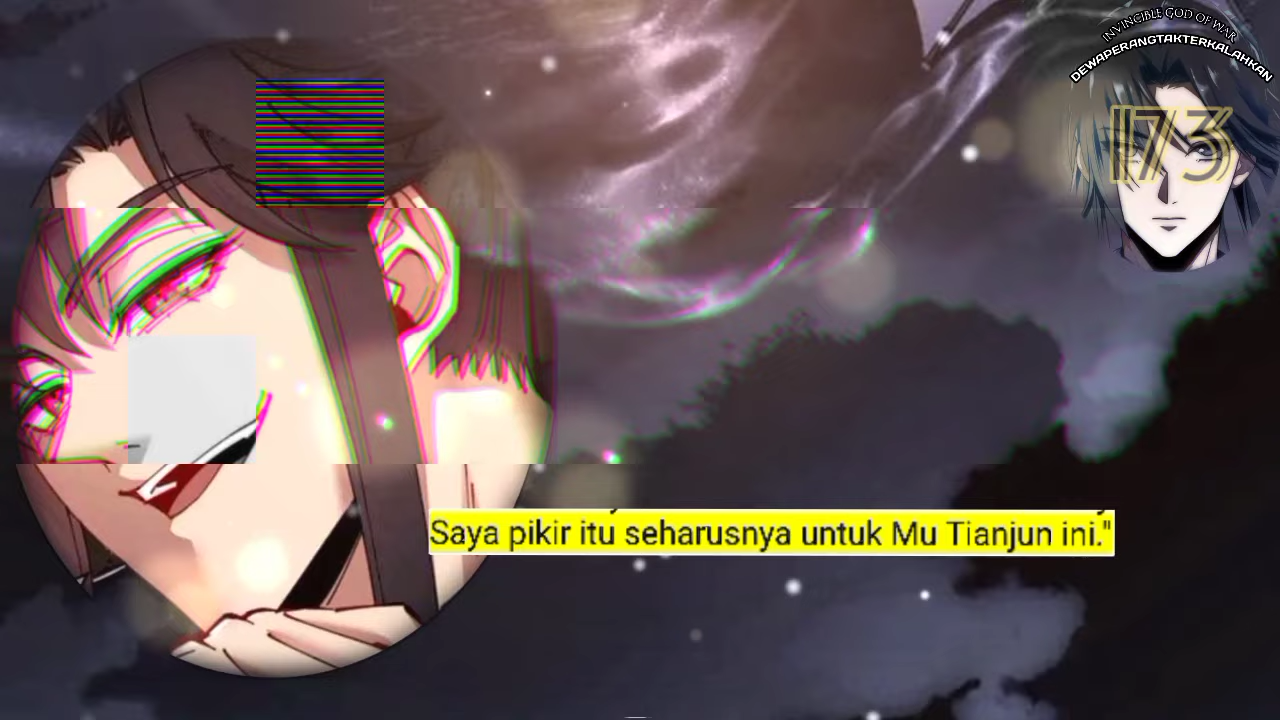 INVINCIBLE GOD OF WAR
DEWAPERANGTAKTERKALAHKAN
173
Saya pikir itu seharusnya untuk Mu Tianjun ini."